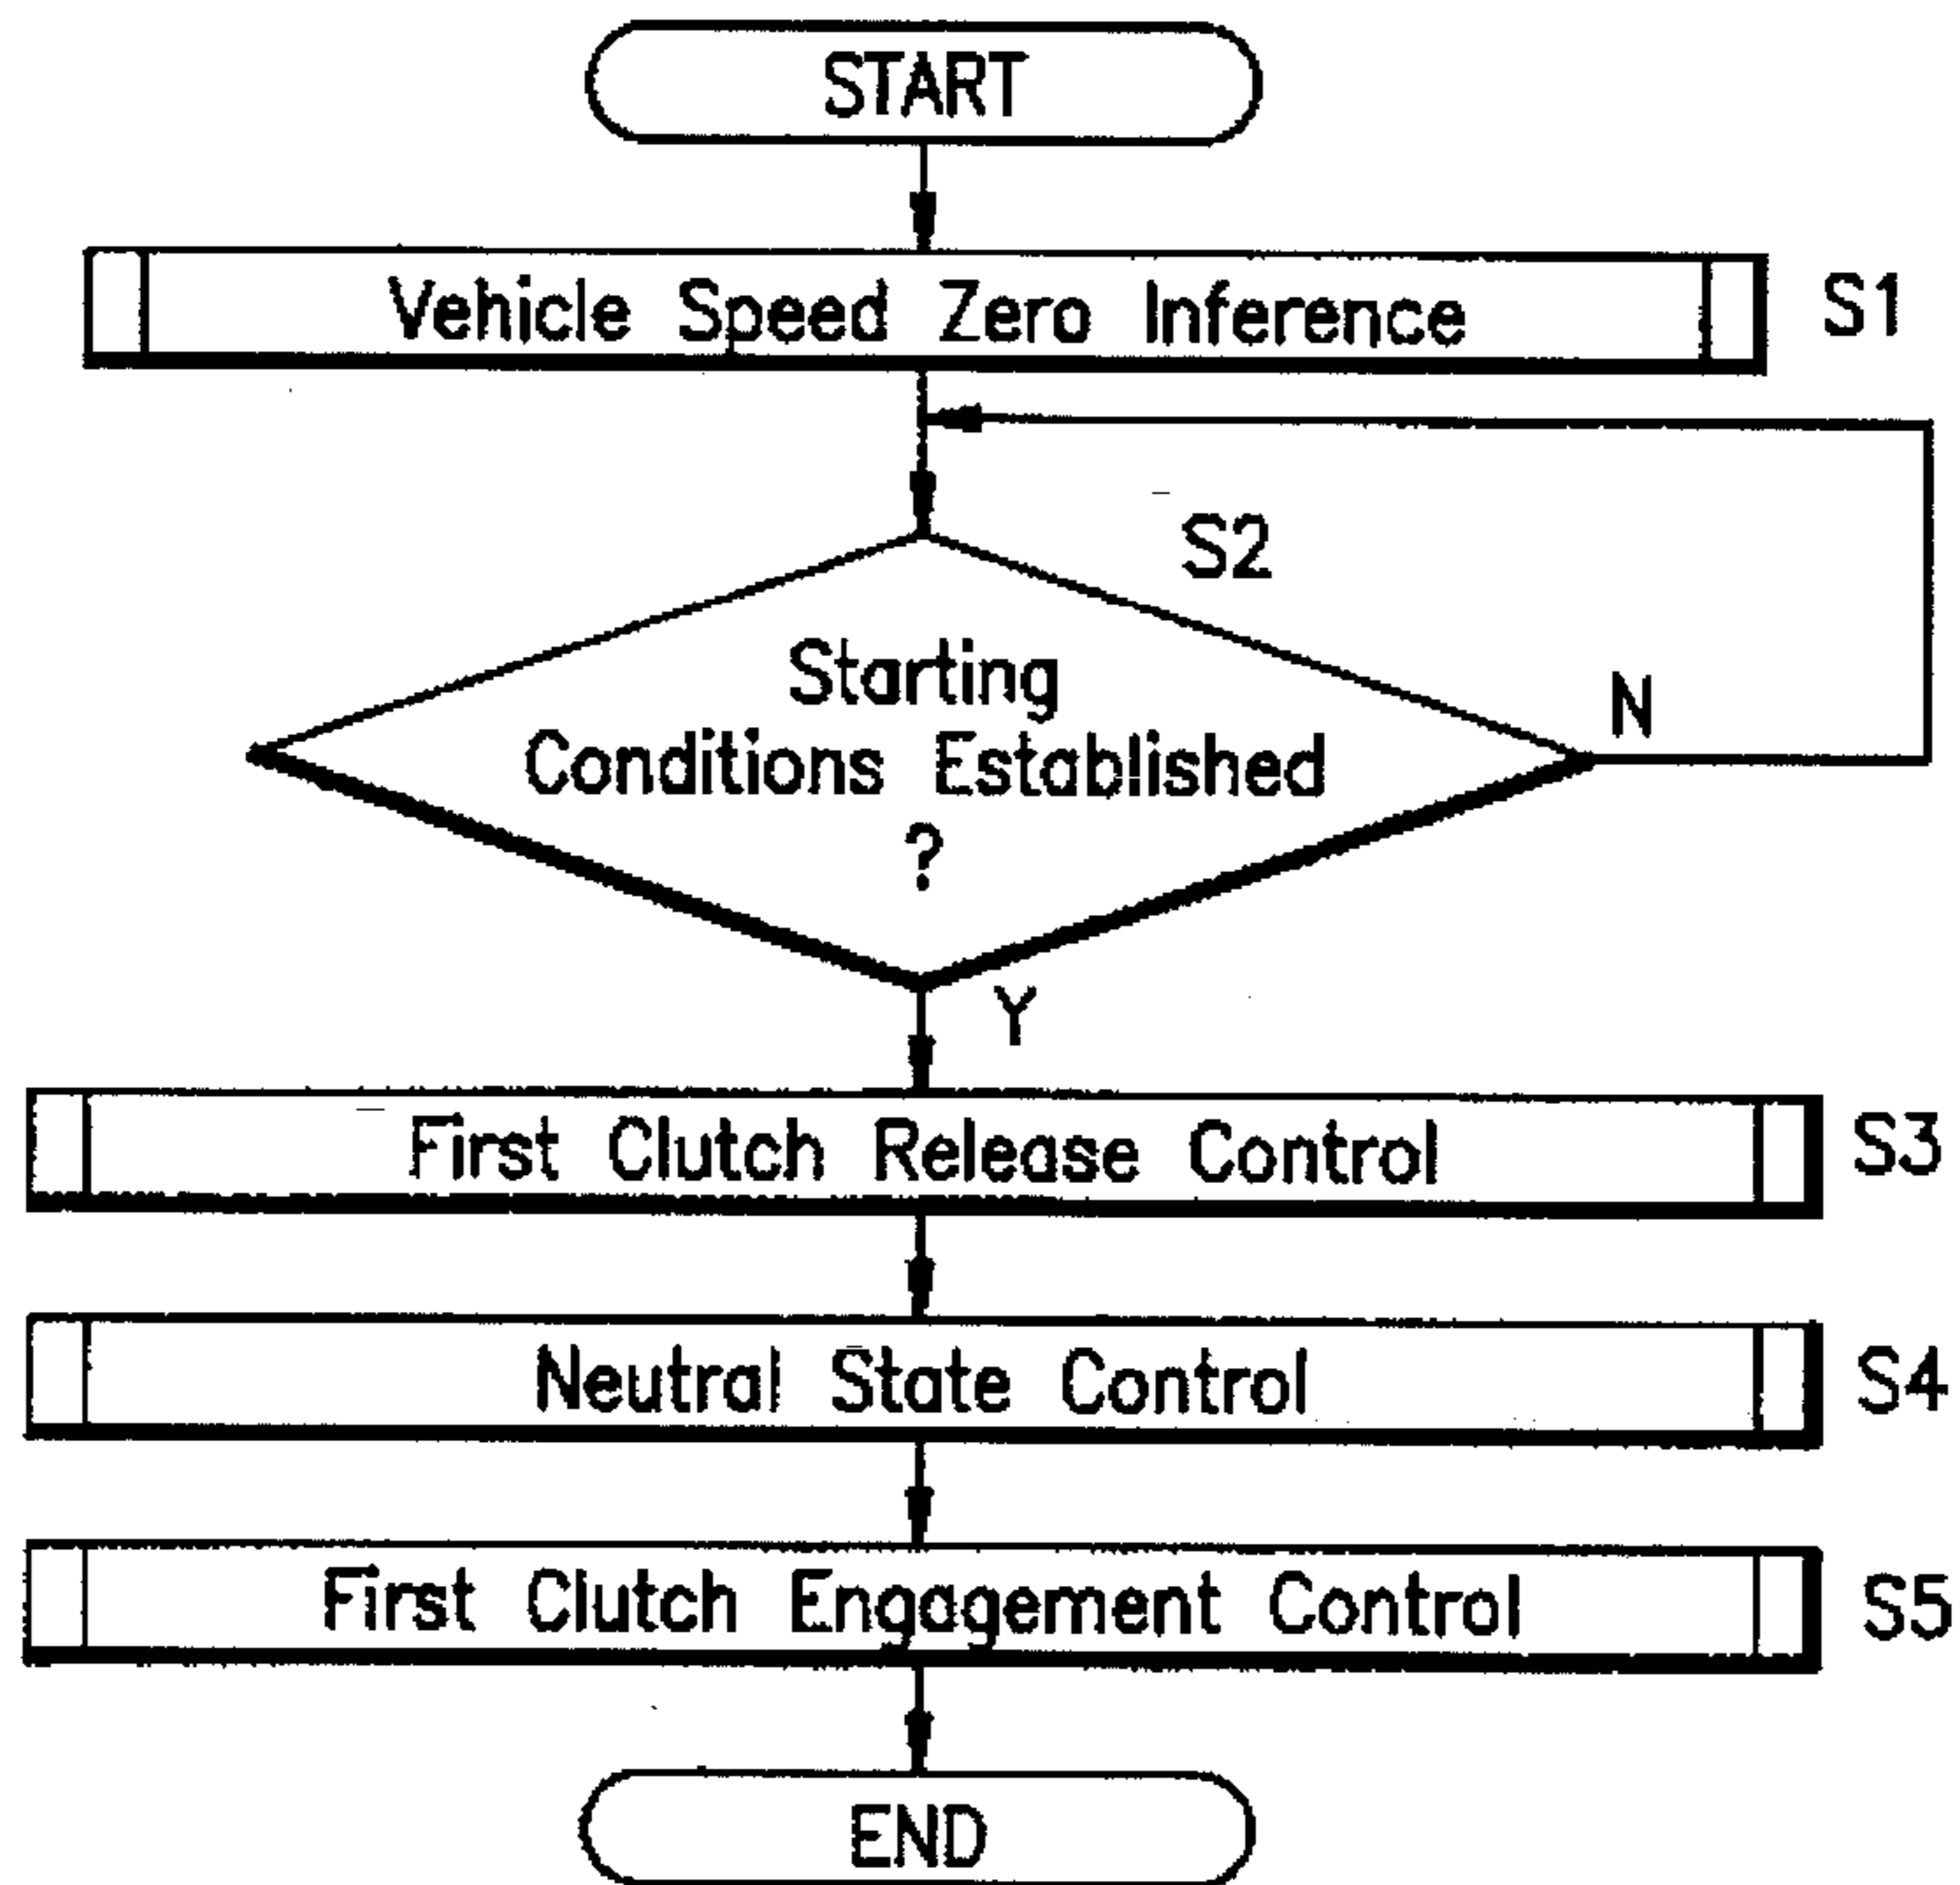 START
Vehicle Speed Zero Inference S1
S2
Starting
Conditions Established
?
N
Y
First Clutch Release Control S3
Neutral State Control S4
First Clutch Engagement Control S5
END